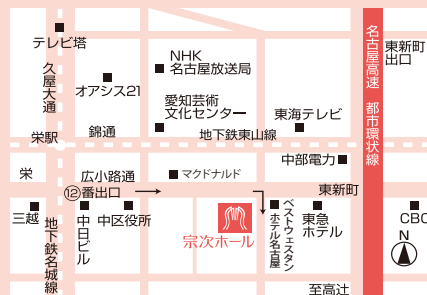 テレビ塔
久屋大通
オアシス21
NHK
名古屋放送局
愛知芸術
文化センター
東海テレビ
名古屋高速 都市環状線
東新町
出口
栄駅
錦通
地下鉄東山線
中部電力
栄
広小路通
⑫番出口
マクドナルド
東新町
三越
地下鉄名城線
中日ビル
中区役所
宗次ホール
ベストウェスタン
ホテル名古屋
東急
ホテル
CBC
N
至高辻